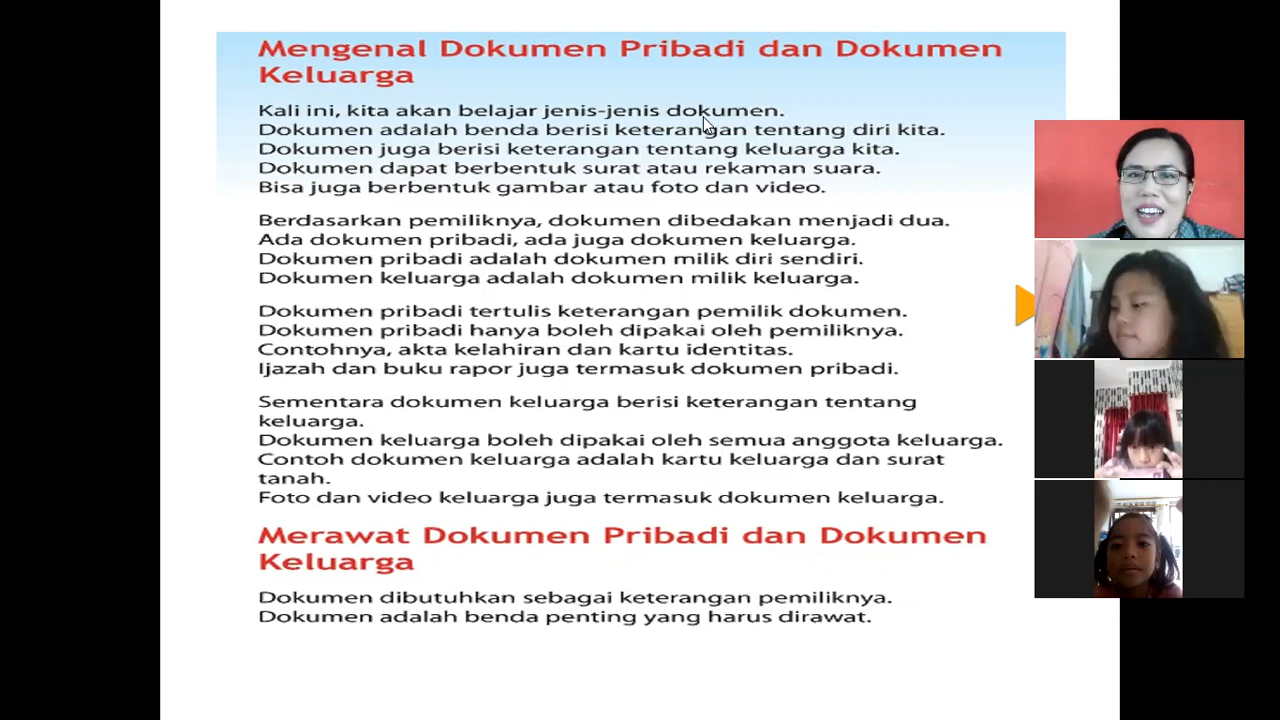 Mengenal Dokumen Pribadi dan Dokumen
Keluarga
Kali ini, kita akan belajar jenis-jenis dokumen.
Dokumen adalah benda berisi keterangan tentang diri kita.
Dokumen juga berisi keterangan tentang keluarga kita.
Dokumen dapat berbentuk surat atau rekaman suara.
Bisa juga berbentuk gambar atau foto dan video.
Berdasarkan pemiliknya, dokumen dibedakan menjadi dua.
Ada dokumen pribadi, ada juga dokumen keluarga.
Dokumen pribadi adalah dokumen milik diri sendiri.
Dokumen keluarga adalah dokumen milik keluarga.
Dokumen pribadi tertulis keterangan pemilik dokumen.
Dokumen pribadi hanya boleh dipakai oleh pemiliknya.
Contohnya, akta kelahiran dan kartu identitas.
Ijazah dan buku rapor juga termasuk dokumen pribadi.
Sementara dokumen keluarga berisi keterangan tentang
keluarga.
Dokumen keluarga boleh dipakai oleh semua anggota keluarga.
Contoh dokumen keluarga adalah kartu keluarga dan surat
tanah.
Foto dan video keluarga juga termasuk dokumen keluarga.
Merawat Dokumen Pribadi dan Dokumen
Keluarga
Dokumen dibutuhkan sebagai keterangan pemiliknya.
Dokumen adalah benda penting yang harus dirawat.